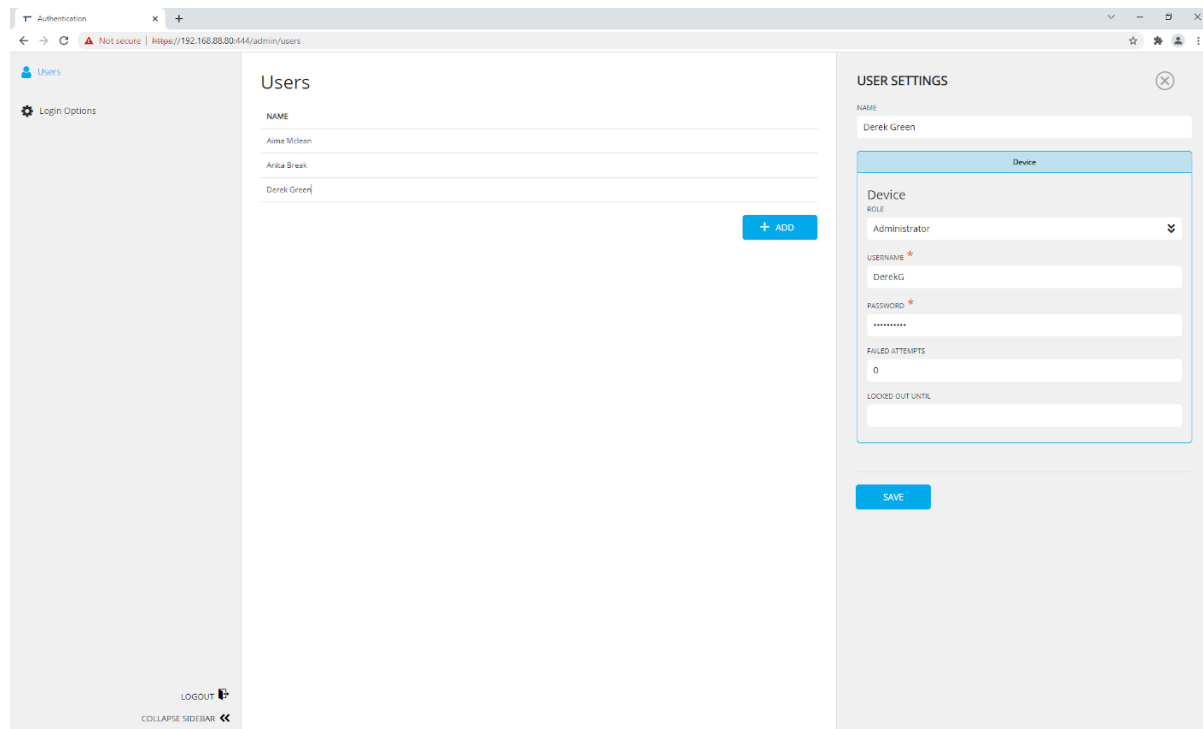 Authentication
Not secure | https://192.168.88.80:444/admin/users
Users
Login Options
LOGOUT
COLLAPSE SIDEBAR
Users
NAME
Aima Mclean
Anita Break
Derek Green
+ ADD
USER SETTINGS
NAME
Derek Green
Device
Device
ROLE
Administrator
USERNAME *
DerekG
PASSWORD *
••••••••••
FAILED ATTEMPTS
0
LOCKED OUT UNTIL
SAVE